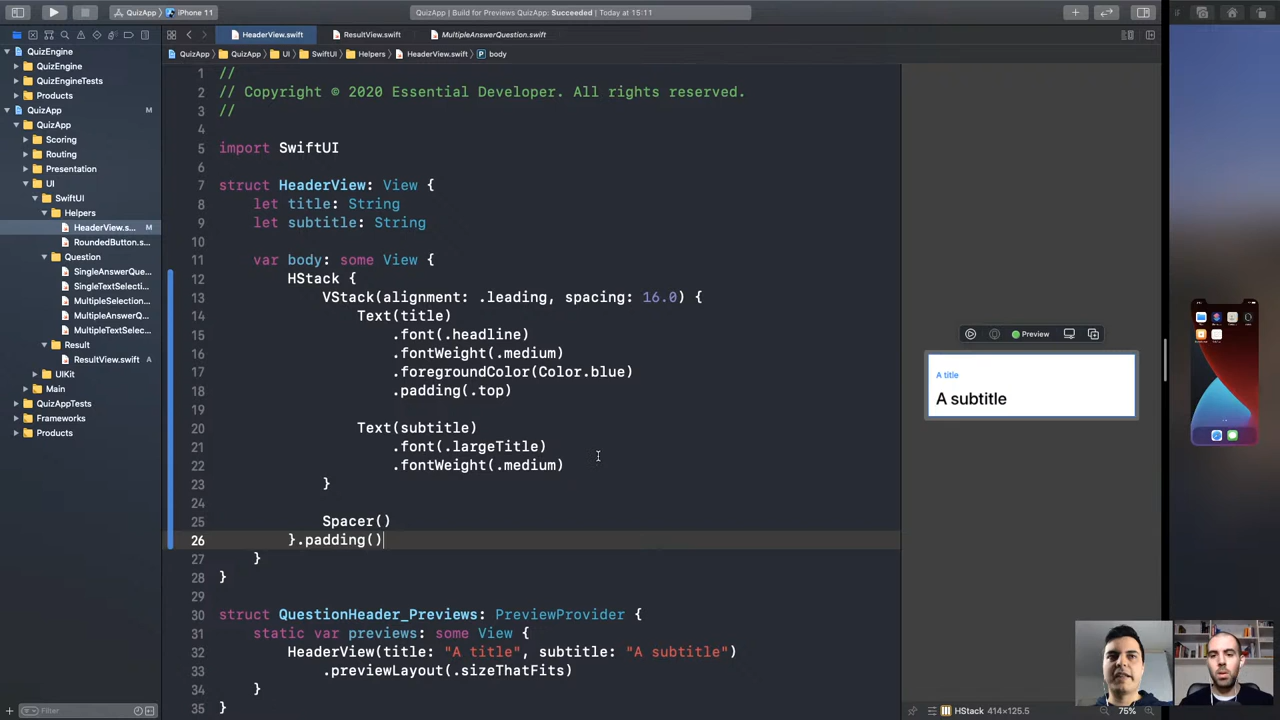 QuizApp
iPhone 11
QuizApp | Build for Previews QuizApp: Succeeded | Today at 15:11
HeaderView.swift
ResultView.swift
MultipleAnswerQuestion.swift
QuizApp
QuizApp
UI
SwiftUI
Helpers
HeaderView.swift
P body
QuizEngine
QuizEngine
QuizEngineTests
Products
QuizApp M
QuizApp
Scoring
Routing
Presentation
UI
SwiftUI
Helpers
HeaderView.s... M
RoundedButton.s...
Question
SingleAnswerQue...
SingleTextSelecti...
MultipleSelection...
MultipleAnswerQ...
MultipleTextSelec...
Result
ResultView.swift A
UIKit
Main
QuizAppTests
Frameworks
Products
Filter
1 //
2 // Copyright © 2020 Essential Developer. All rights reserved.
3 //
4
5 import SwiftUI
6
7 struct HeaderView: View {
8 let title: String
9 let subtitle: String
10
11 var body: some View {
12 HStack {
13 VStack(alignment: .leading, spacing: 16.0) {
14 Text(title)
15 .font(.headline)
16 .fontWeight(.medium)
17 .foregroundColor(Color.blue)
18 .padding(.top)
19
20 Text(subtitle)
21 .font(.largeTitle)
22 .fontWeight(.medium)
23 }
24
25 Spacer()
26 }.padding()
27 }
28 }
29
30 struct QuestionHeader_Previews: PreviewProvider {
31 static var previews: some View {
32 HeaderView(title: "A title", subtitle: "A subtitle")
33 .previewLayout(.sizeThatFits)
34 }
35 }
Preview
A title
A subtitle
HStack 414×125.5
75%